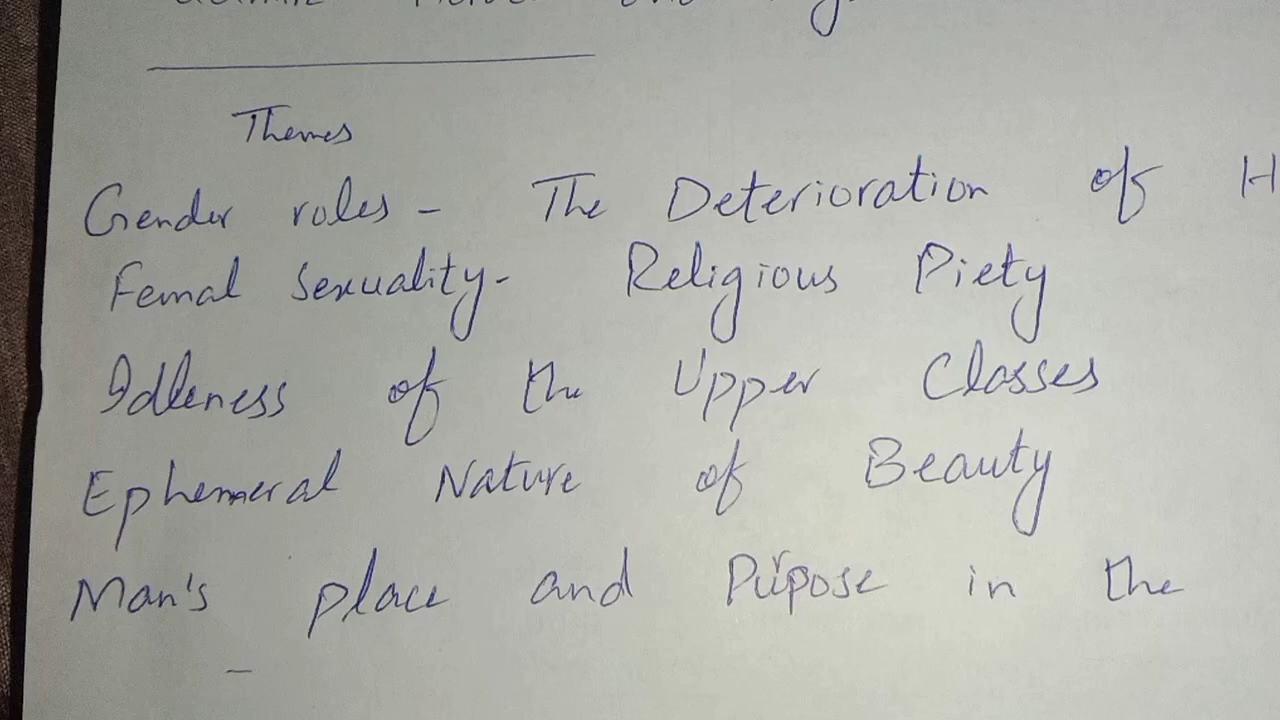 Themes
Gender roles - The Deterioration of H
Femal Sexuality- Religious Piety
Idleness of the Upper Classes
Ephemeral Nature of Beauty
Man's place and Purpose in the